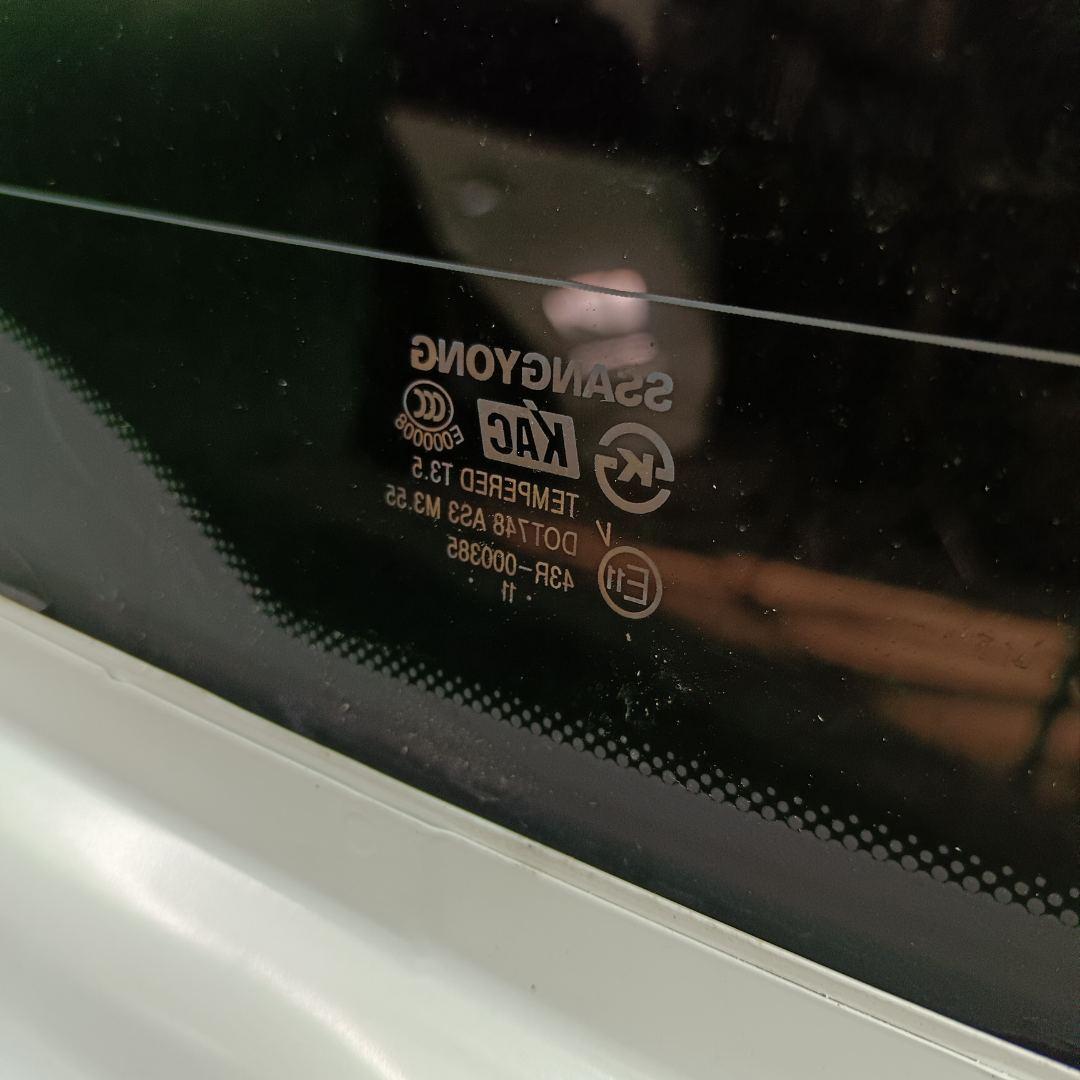 SSANGYONG
K KAC CCC E000008
TEMPERED T3.5
V DOT748 AS3 M3.55
E11 43R-000385
. 11 .